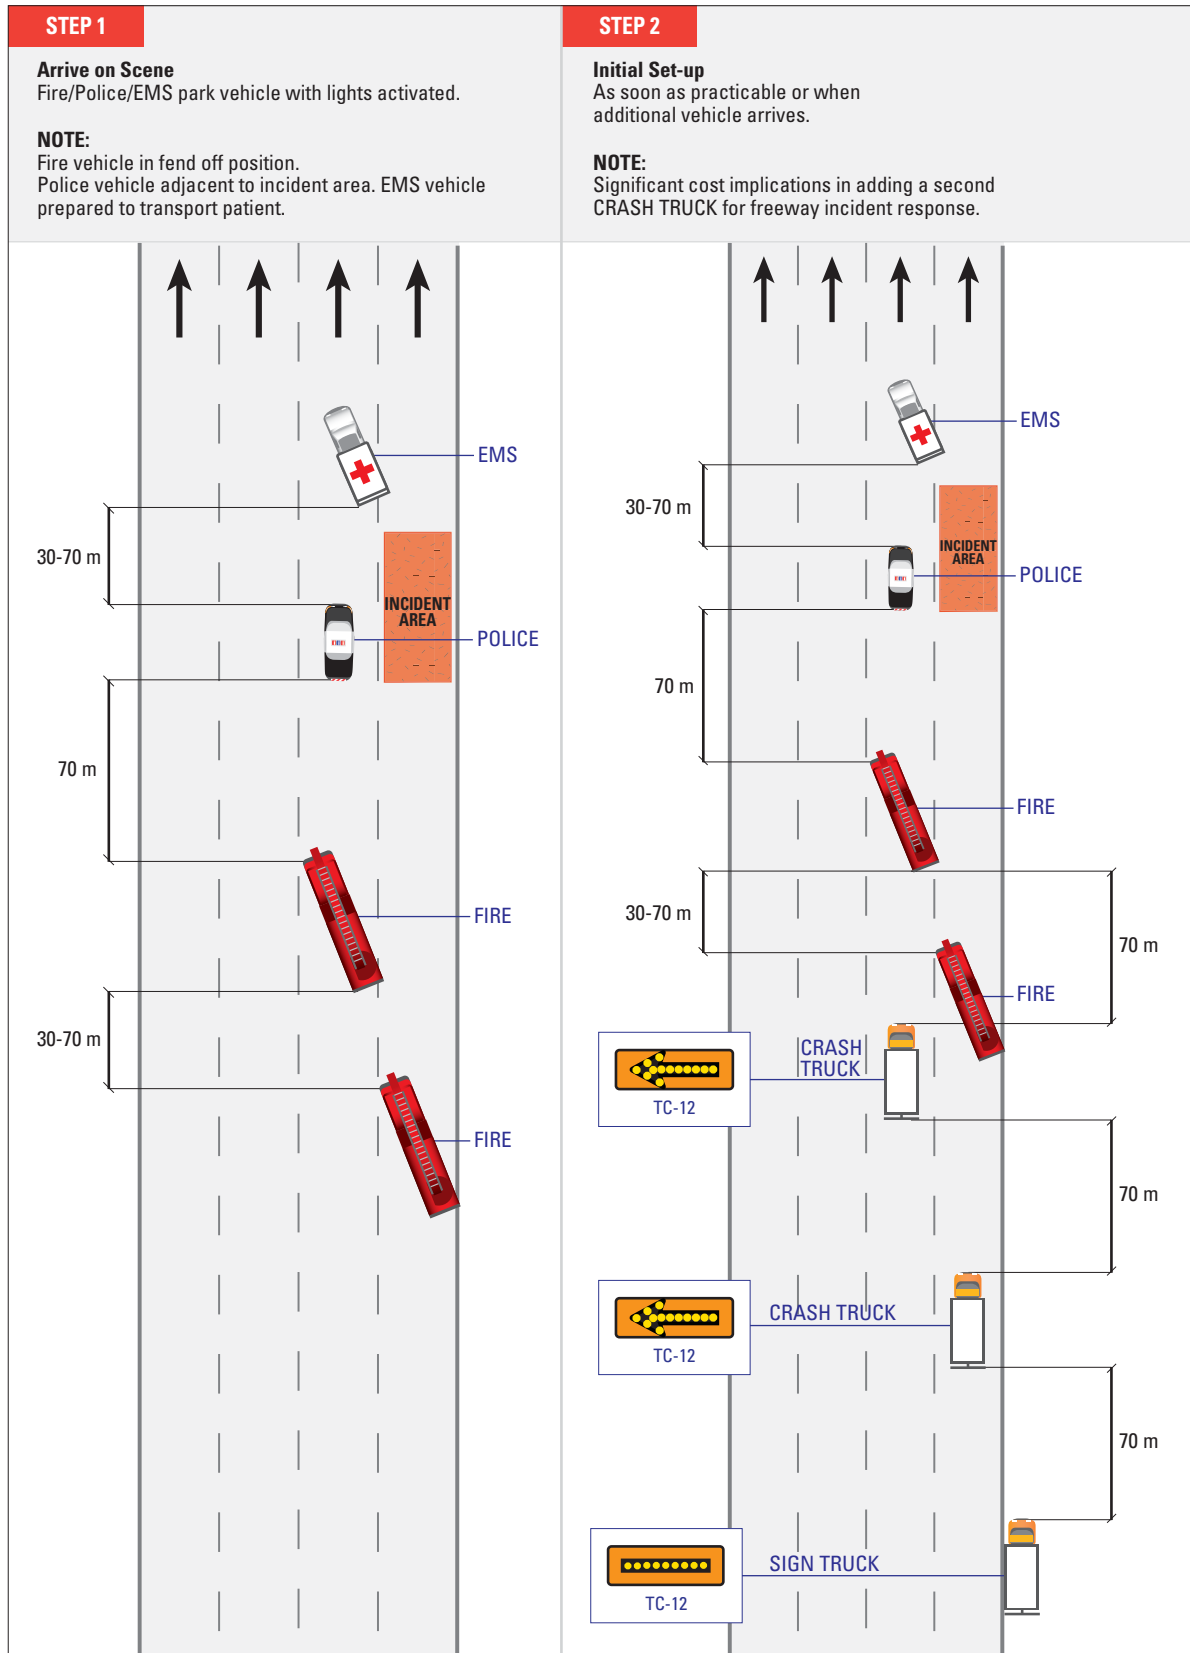 STEP 1
Arrive on Scene
Fire/Police/EMS park vehicle with lights activated.
NOTE:
Fire vehicle in fend off position.
Police vehicle adjacent to incident area. EMS vehicle
prepared to transport patient.
EMS
30-70 m
INCIDENT
AREA
POLICE
70 m
FIRE
30-70 m
FIRE
STEP 2
Initial Set-up
As soon as practicable or when
additional vehicle arrives.
NOTE:
Significant cost implications in adding a second
CRASH TRUCK for freeway incident response.
EMS
30-70 m
INCIDENT
AREA
POLICE
70 m
FIRE
30-70 m
70 m
FIRE
CRASH
TRUCK
TC-12
70 m
CRASH TRUCK
TC-12
70 m
SIGN TRUCK
TC-12